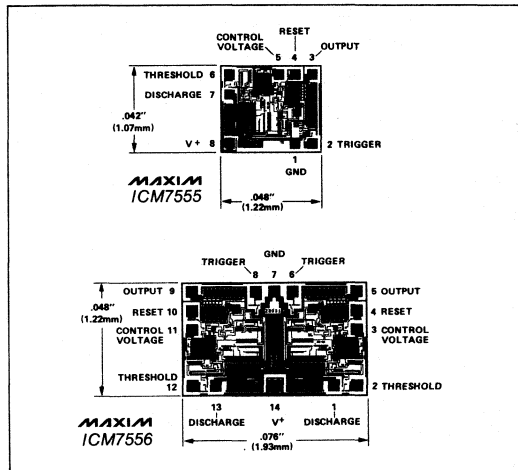 RESET
CONTROL
VOLTAGE
5 4 3 OUTPUT
THRESHOLD 6
DISCHARGE 7
.042"
(1.07mm)
V+ 8
2 TRIGGER
1
GND
MAXIM
ICM7555
.048"
(1.22mm)
GND
TRIGGER TRIGGER
8 7 6
OUTPUT 9
5 OUTPUT
.048"
(1.22mm)
RESET 10
4 RESET
CONTROL 11
VOLTAGE
3 CONTROL
VOLTAGE
THRESHOLD
12
2 THRESHOLD
13 14 1
DISCHARGE V+ DISCHARGE
MAXIM
ICM7556
.076"
(1.93mm)